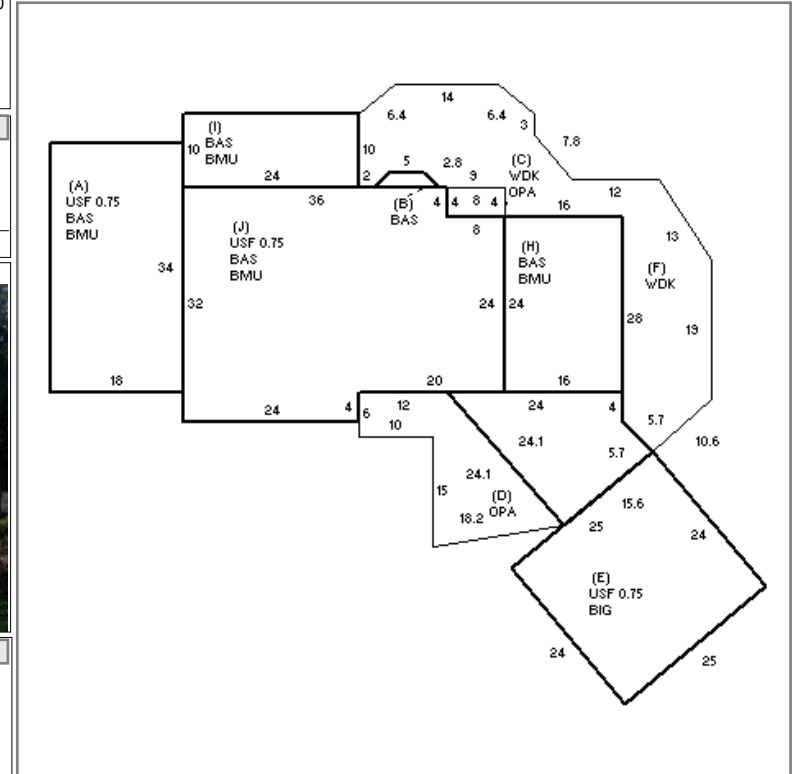 14
6.4
6.4
3
7.8
(I)
BAS
BMU
10
10
24
2
5
2.8
9
(C)
WDK
OPA
12
16
(A)
USF 0.75
BAS
BMU
36
(B)
BAS
4
4
8
4
8
13
(J)
USF 0.75
BAS
BMU
(H)
BAS
BMU
(F)
WDK
34
32
24
24
28
19
18
24
4
20
16
6
12
10
24
4
5.7
24.1
5.7
10.6
24.1
15
(D)
OPA
18.2
15.6
25
24
(E)
USF 0.75
BIG
24
25